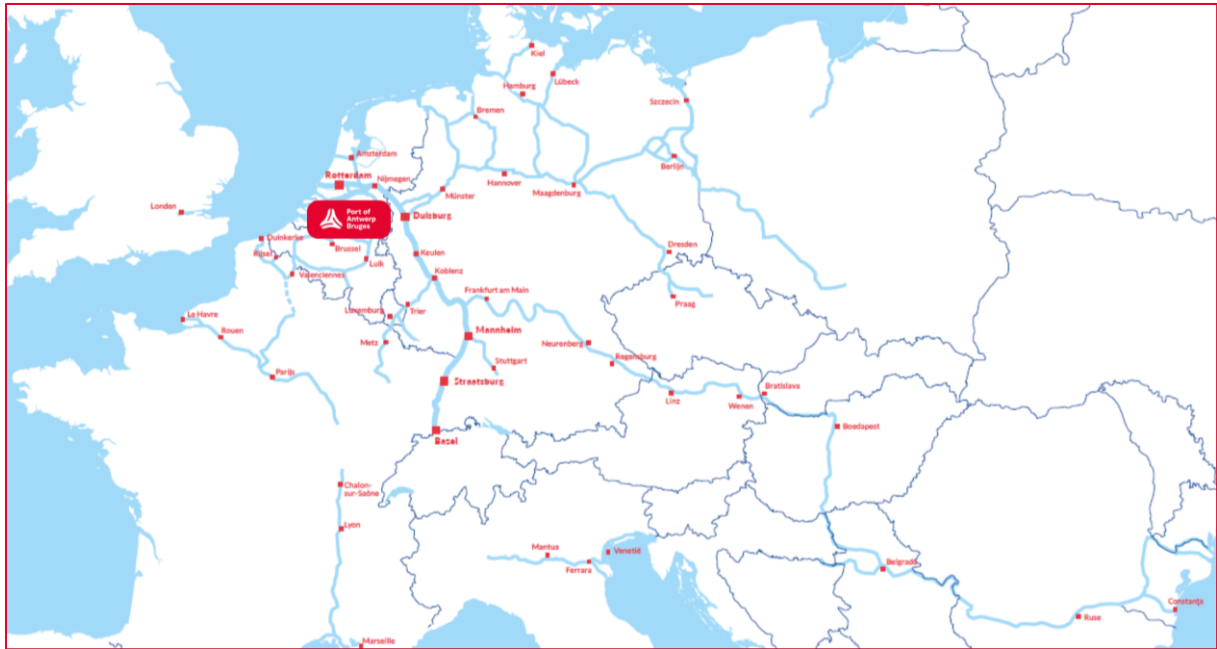 Kiel
Lübeck
Hamburg
Szczecin
Bremen
Amsterdam
Berlijn
Rotterdam
Nijmegen
Hannover
Maagdenburg
Münster
Londen
Port of
Antwerp
Bruges
Duisburg
Duinkerke
Brussel
Dresden
Rijsel
Keulen
Luik
Valenciennes
Koblenz
Frankfurt am Main
Praag
Le Havre
Luxemburg
Trier
Rouen
Mannheim
Metz
Neurenberg
Regensburg
Stuttgart
Parijs
Straatsburg
Bratislava
Linz
Wenen
Boedapest
Bazel
Chalon-
sur-Saône
Lyon
Mantua
Venetië
Ferrara
Belgrado
Constanța
Ruse
Marseille